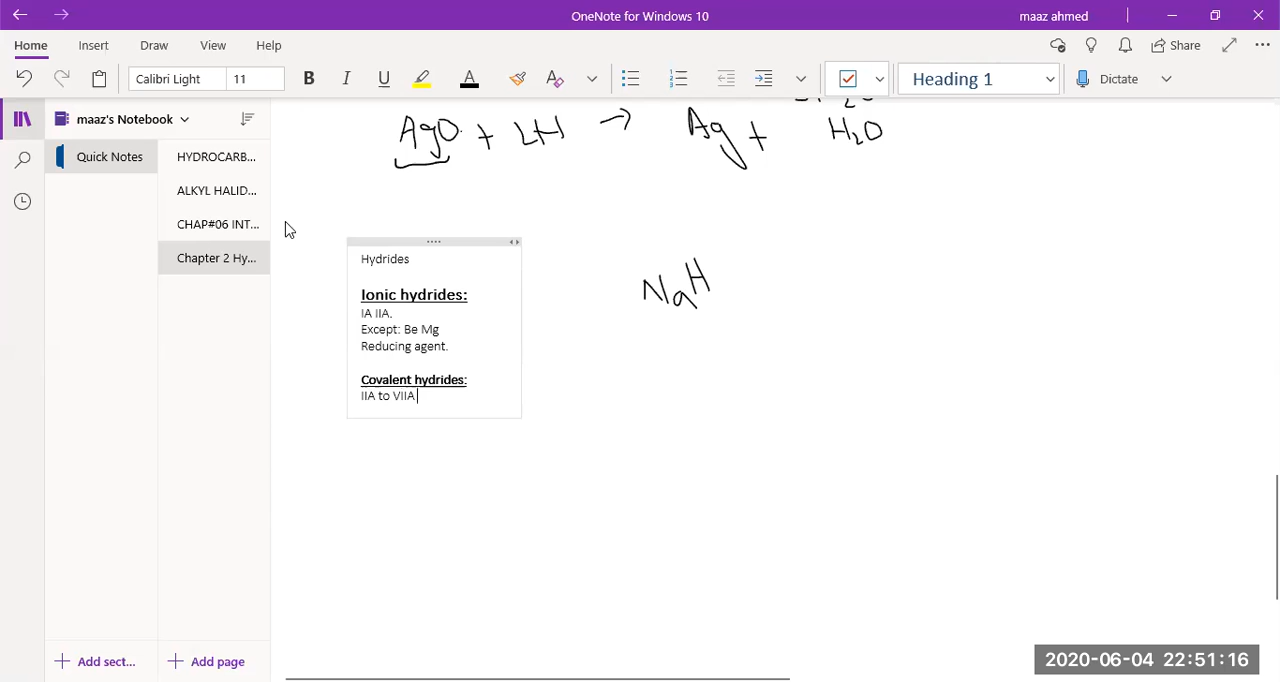 OneNote for Windows 10
maaz ahmed
Home Insert Draw View Help
Share
Calibri Light 11 B I U A Heading 1 Dictate
maaz's Notebook
Quick Notes
HYDROCARB...
ALKYL HALID...
CHAP#06 INT...
Chapter 2 Hy...
AgO + 2H → Ag + H2O
Hydrides
Ionic hydrides:
IA IIA.
Except: Be Mg
Reducing agent.
Covalent hydrides:
IIA to VIIA
NaH
Add sect...
Add page
2020-06-04 22:51:16